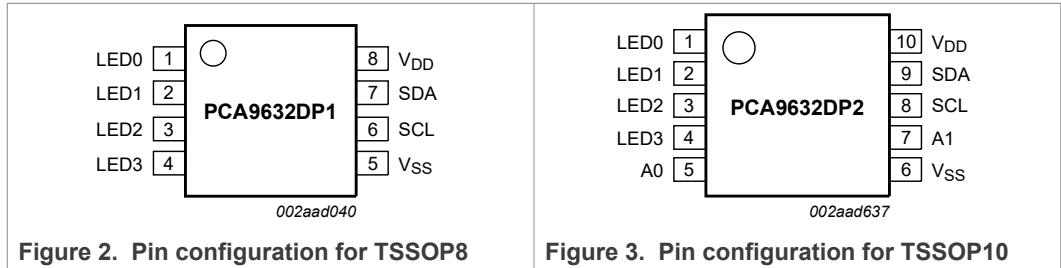 LED0 1 8 VDD
LED1 2 7 SDA
PCA9632DP1
LED2 3 6 SCL
LED3 4 5 VSS
002aad040
Figure 2. Pin configuration for TSSOP8
LED0 1 10 VDD
LED1 2 9 SDA
LED2 3 PCA9632DP2 8 SCL
LED3 4 7 A1
A0 5 6 VSS
002aad637
Figure 3. Pin configuration for TSSOP10